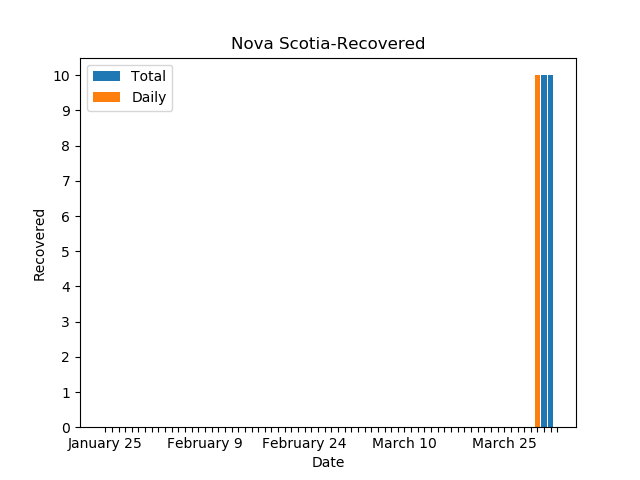 Nova Scotia-Recovered
Total
Daily
10
9
8
7
6
5
4
3
2
1
0
Recovered
January 25 February 9 February 24 March 10 March 25
Date